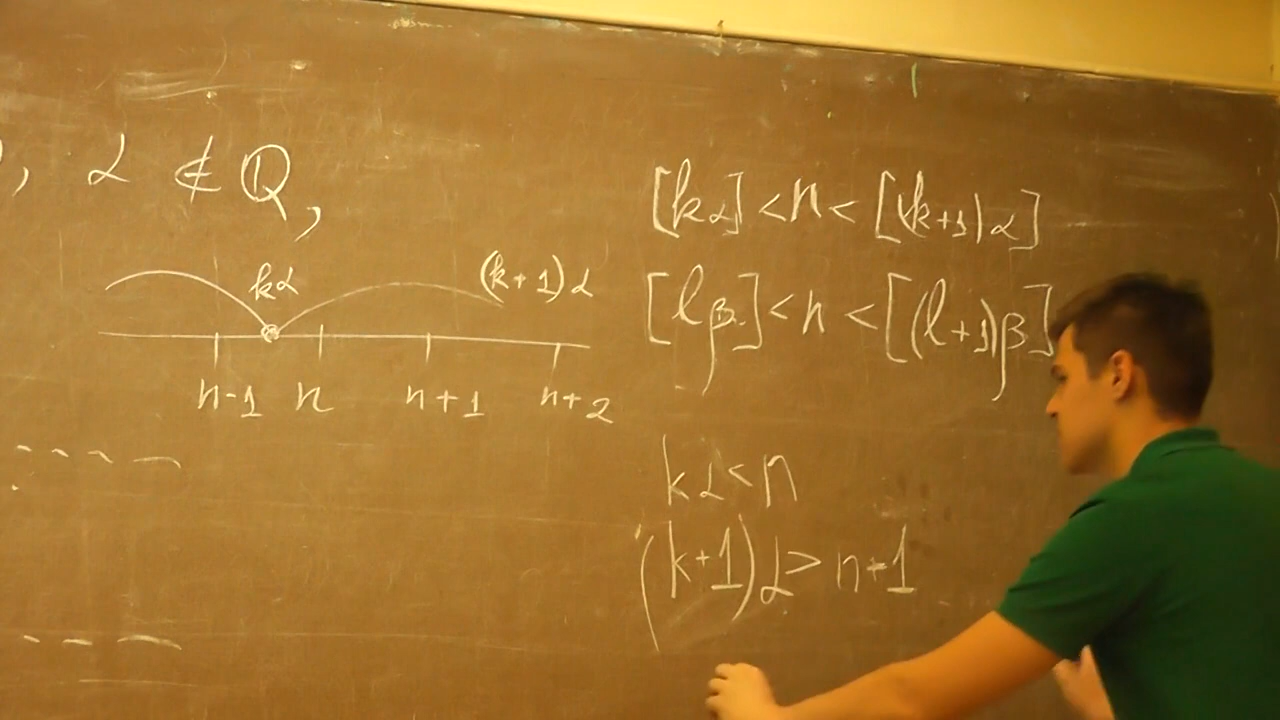 , α ∉ Q,
kα (k+1)α
n-1 n n+1 n+2
[kα] < n < [(k+1)α]
[lβ] < n < [(l+1)β]
kα < n
(k+1)α > n+1